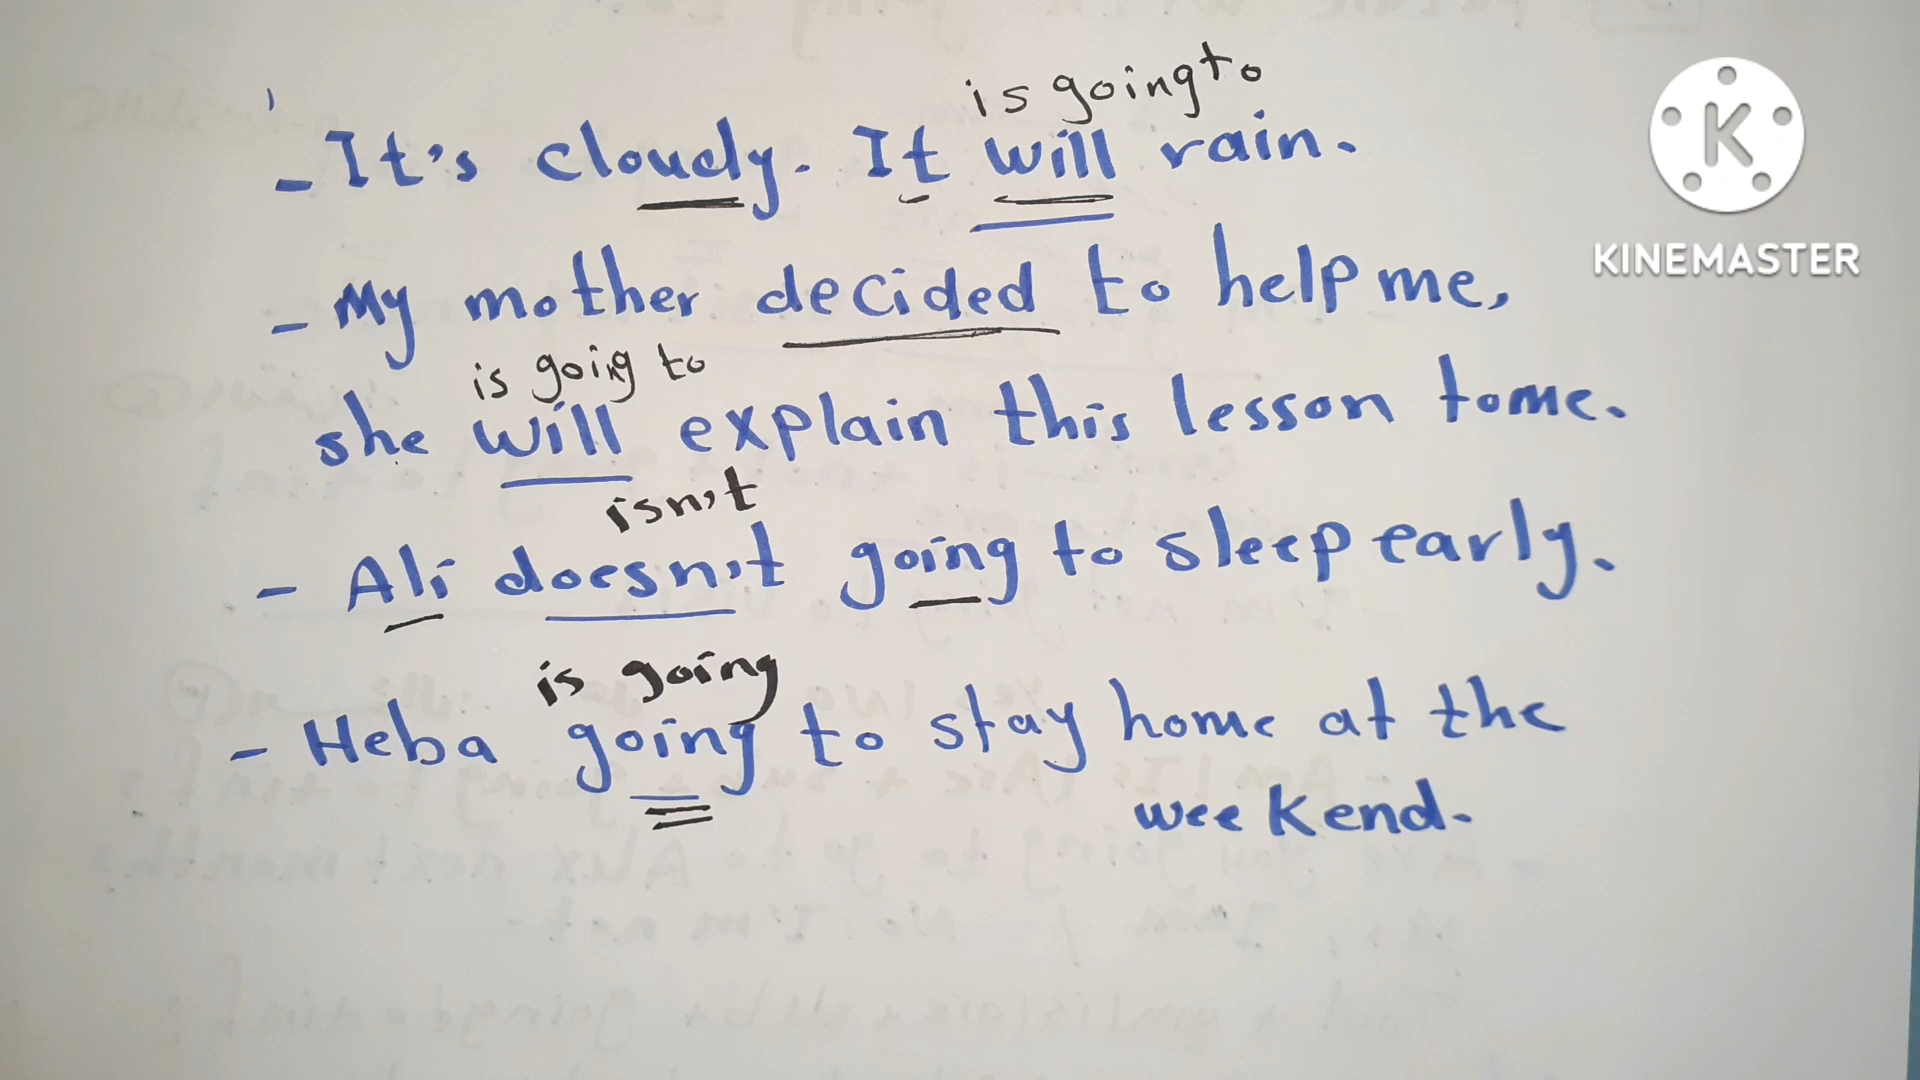 is going to
- It's cloudy. It will rain.
- My mother decided to help me,
is goig to
she will explain this lesson to me.
isn't
- Ali doesn't going to sleep early.
is going
- Heba going to stay home at the
weekend.
KINEMASTER